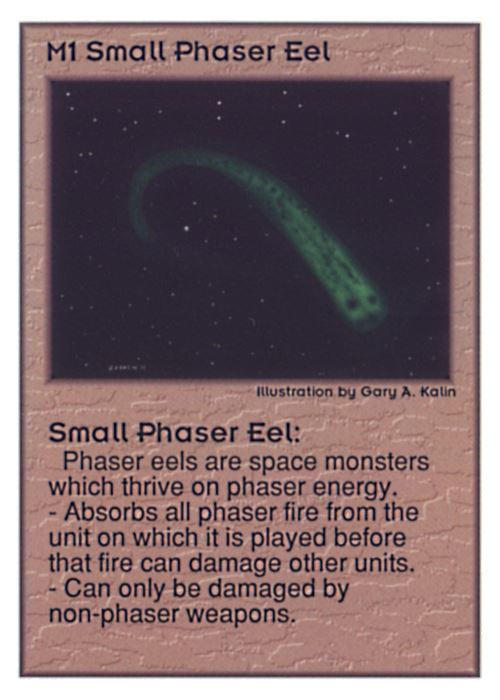 M1 Small Phaser Eel
Illustration by Gary A. Kalin
Small Phaser Eel:
Phaser eels are space monsters
which thrive on phaser energy.
- Absorbs all phaser fire from the
unit on which it is played before
that fire can damage other units.
- Can only be damaged by
non-phaser weapons.